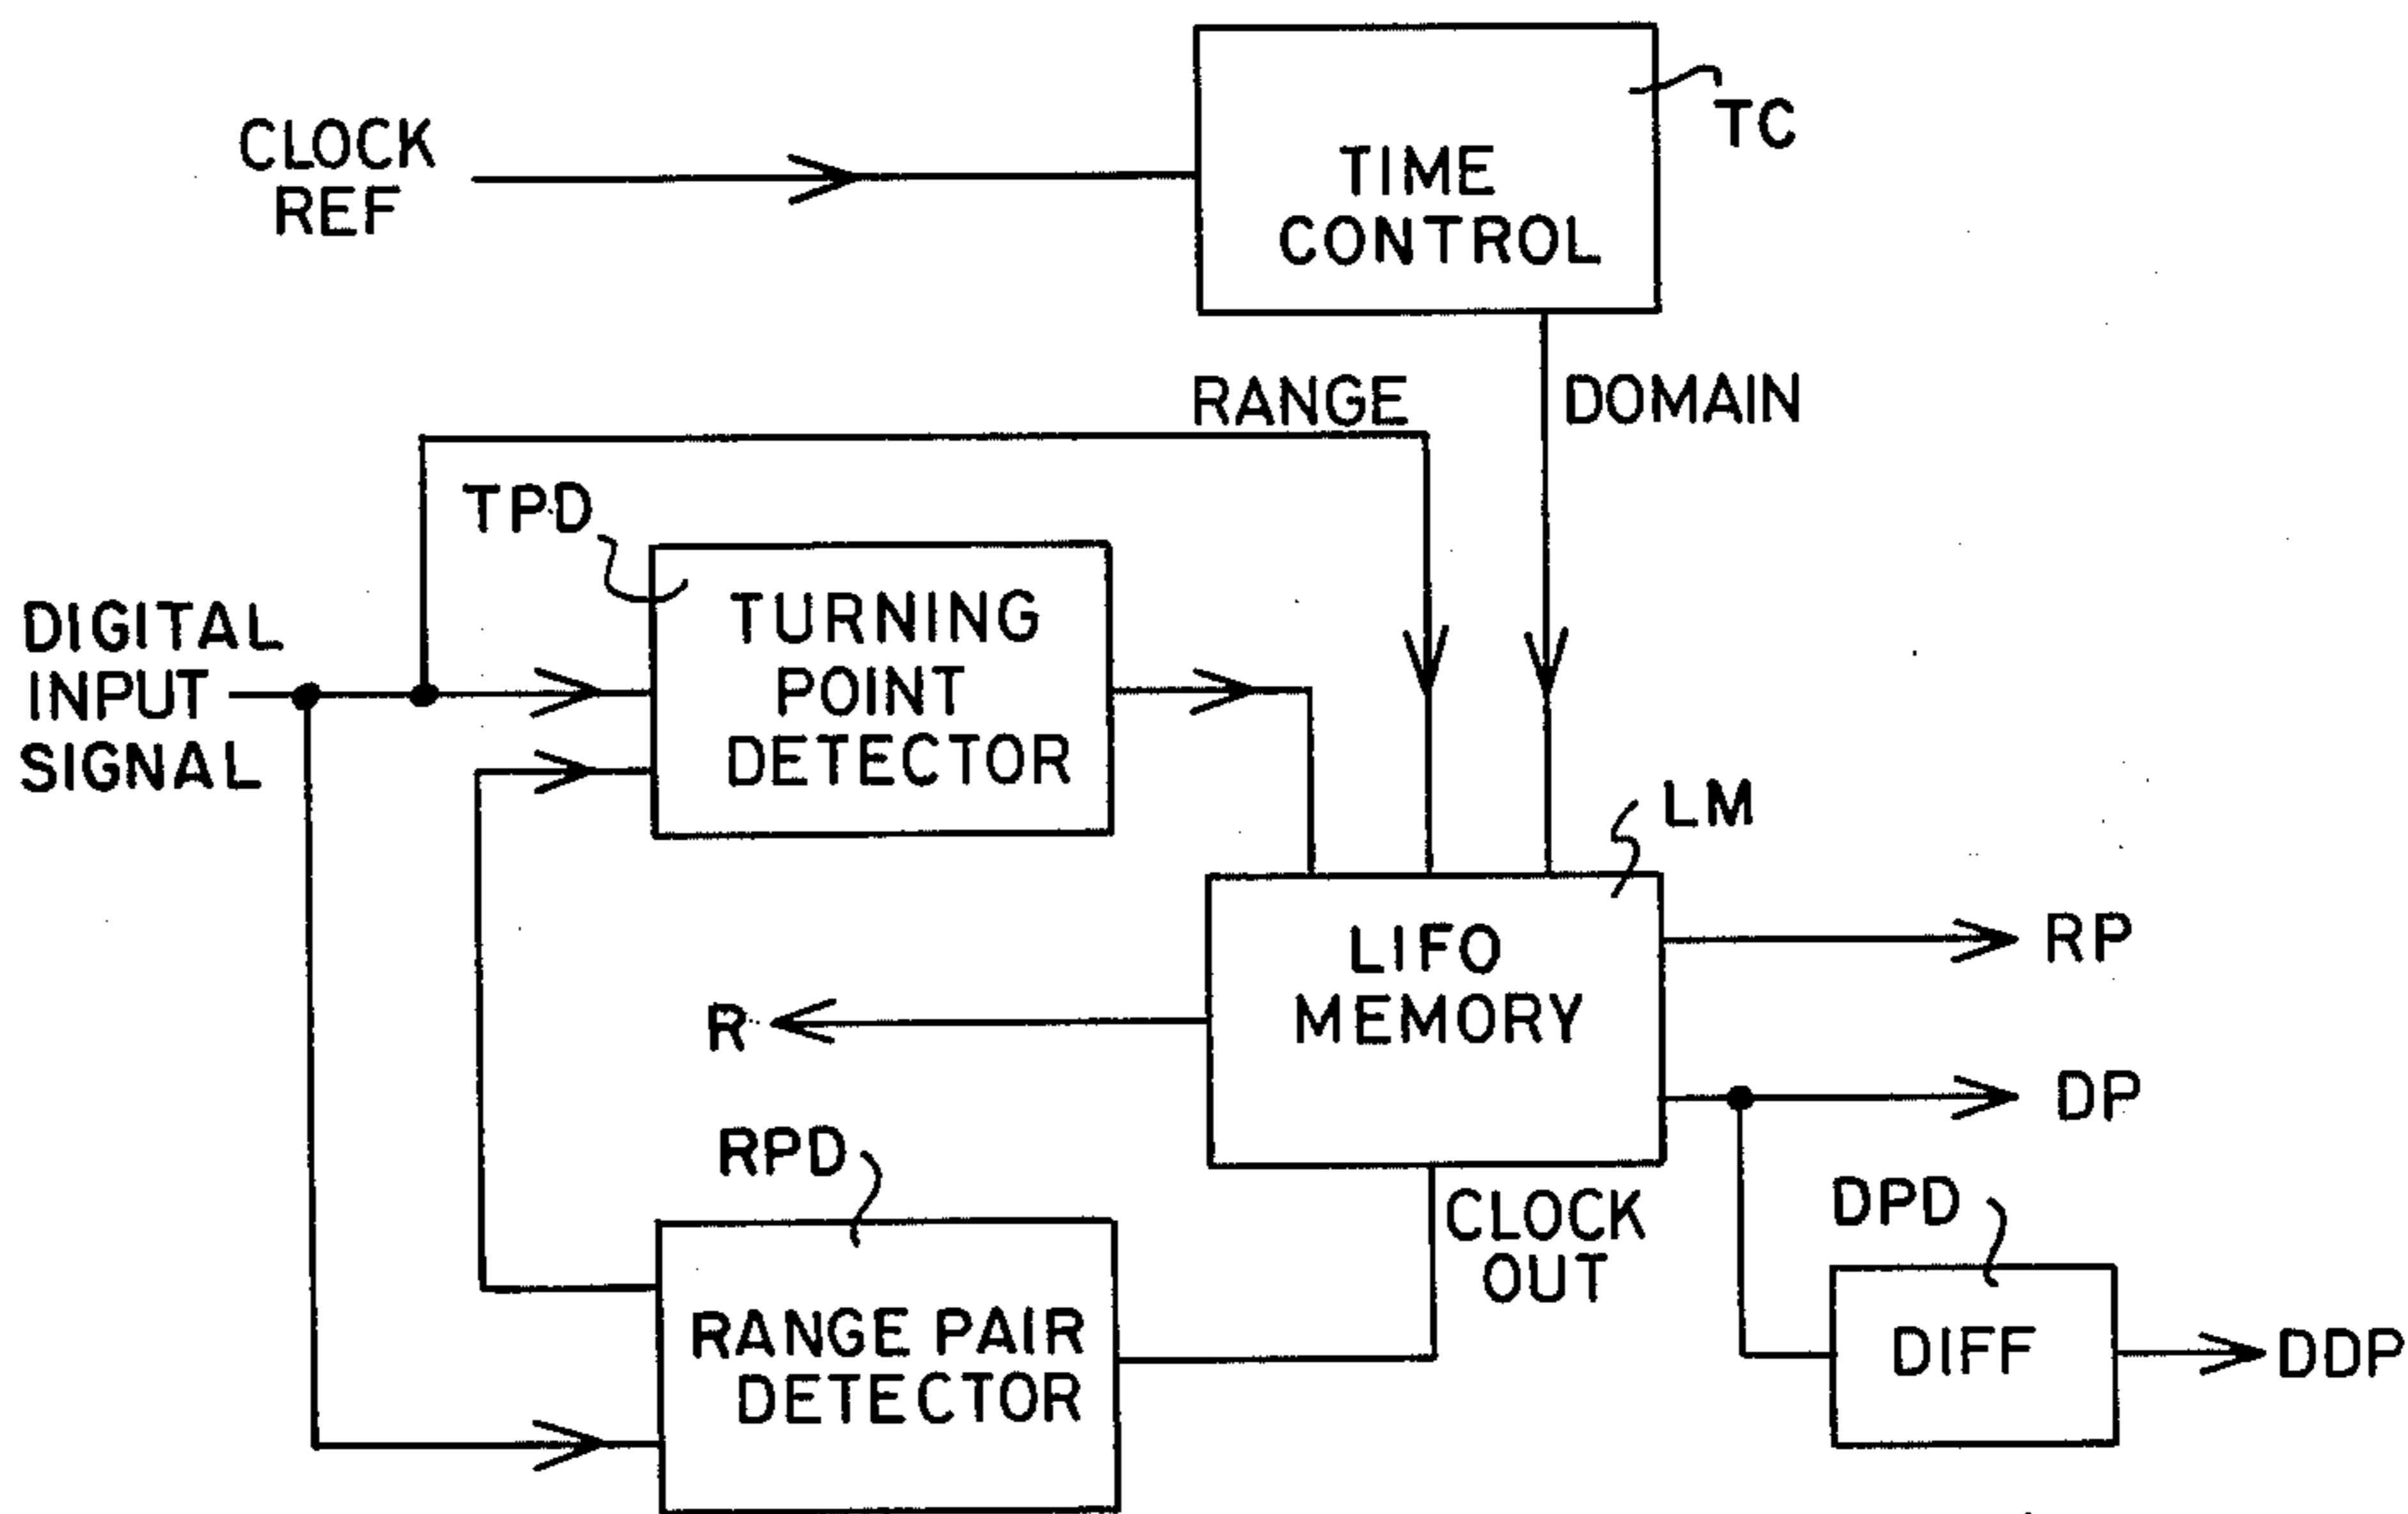 CLOCK
REF
TIME
CONTROL
TC
RANGE
DOMAIN
TPD
TURNING
POINT
DETECTOR
DIGITAL
INPUT
SIGNAL
LM
LIFO
MEMORY
RP
R
DP
RPD
CLOCK
OUT
DPD
RANGE PAIR
DETECTOR
DIFF
DDP